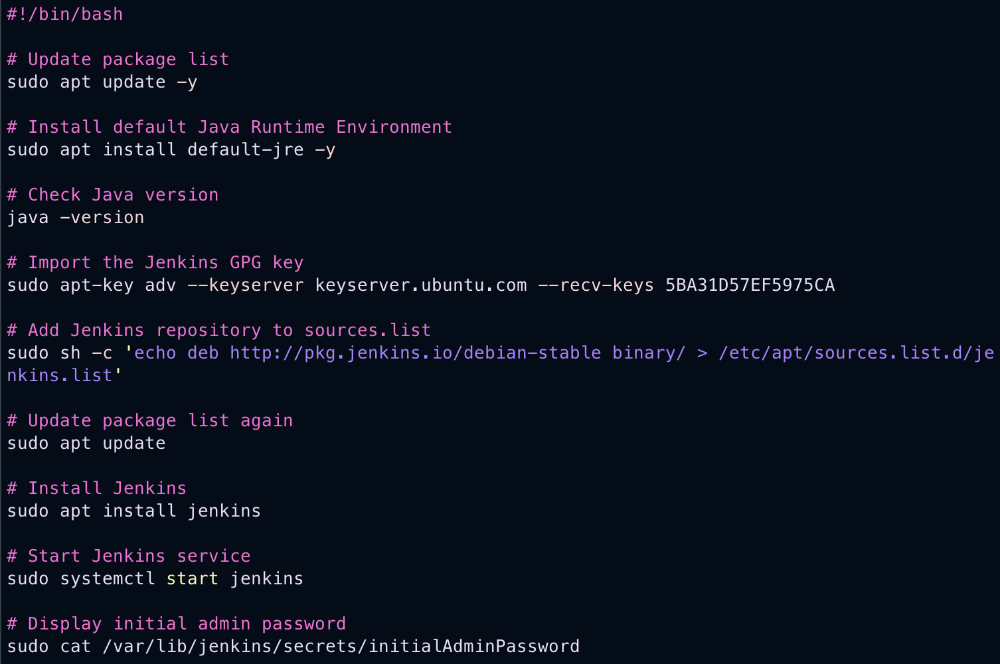 #!/bin/bash
# Update package list
sudo apt update -y
# Install default Java Runtime Environment
sudo apt install default-jre -y
# Check Java version
java -version
# Import the Jenkins GPG key
sudo apt-key adv --keyserver keyserver.ubuntu.com --recv-keys 5BA31D57EF5975CA
# Add Jenkins repository to sources.list
sudo sh -c 'echo deb http://pkg.jenkins.io/debian-stable binary/ > /etc/apt/sources.list.d/je
nkins.list'
# Update package list again
sudo apt update
# Install Jenkins
sudo apt install jenkins
# Start Jenkins service
sudo systemctl start jenkins
# Display initial admin password
sudo cat /var/lib/jenkins/secrets/initialAdminPassword